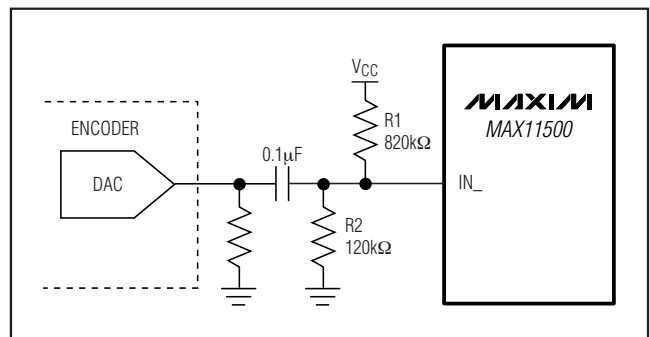 VCC
MAXIM
MAX11500
R1
820kΩ
ENCODER
0.1μF
DAC
IN_
R2
120kΩ